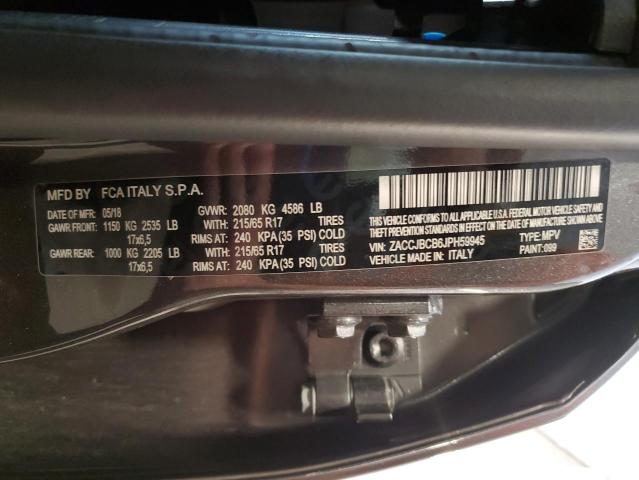 MFD BY FCA ITALY S.P.A.
DATE OF MFR: 05/18 GVWR: 2080 KG 4586 LB
GAWR FRONT: 1150 KG 2535 LB WITH: 215/65 R17
17x6,5 RIMS AT: 240 KPA(35 PSI) COLD
GAWR REAR: 1000 KG 2205 LB WITH: 215/65 R17
17x6,5 RIMS AT: 240 KPA(35 PSI) COLD
THIS VEHICLE CONFORMS TO ALL APPLICABLE U.S.A. FEDERAL MOTOR VEHICLE SAFETY
BUMPER AND THEFT PREVENTION STANDARDS IN EFFECT ON THE DATE OF MANUFACTURE SHOWN ABOVE
VIN: ZACCJBCB6JPH59945 TYPE: MPV
VEHICLE MADE IN: ITALY PAINT: 099